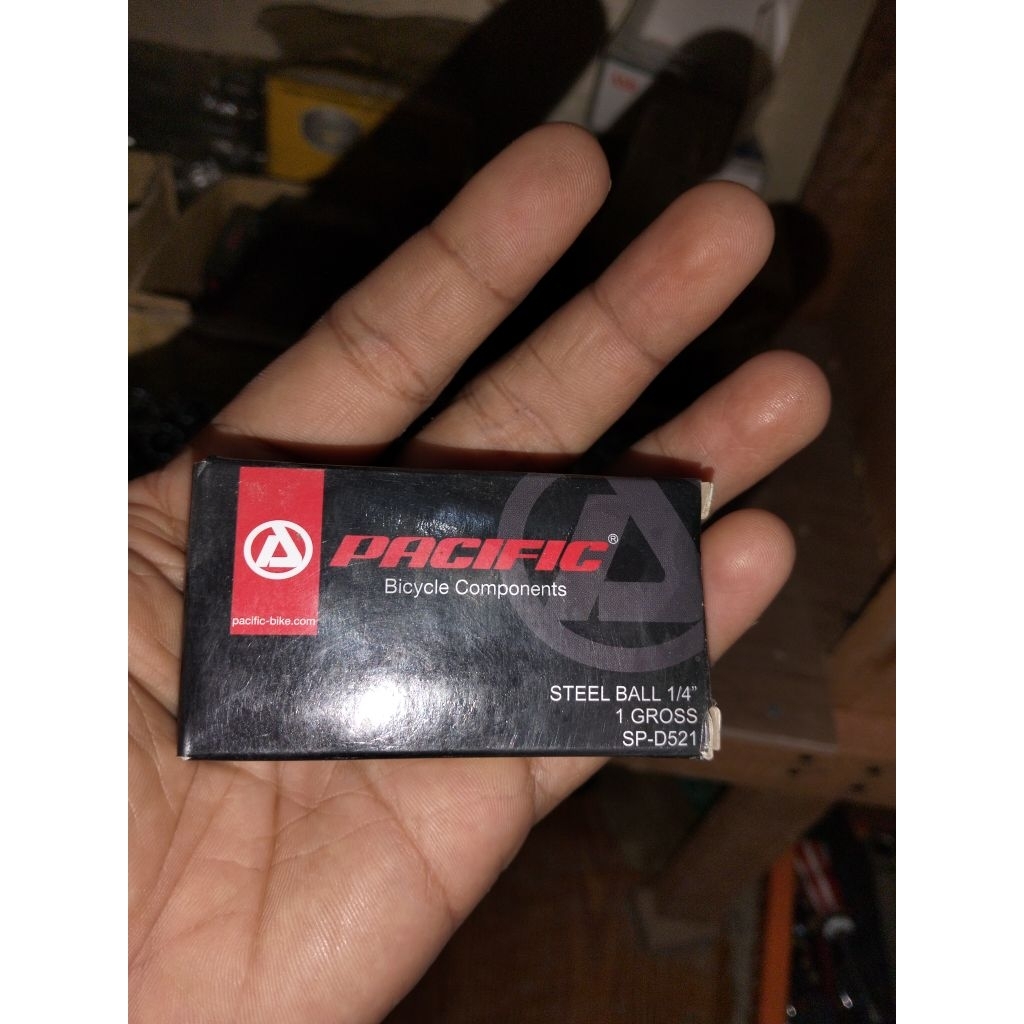 PACIFIC®
Bicycle Components
pacific-bike.com
STEEL BALL 1/4”
1 GROSS
SP-D521